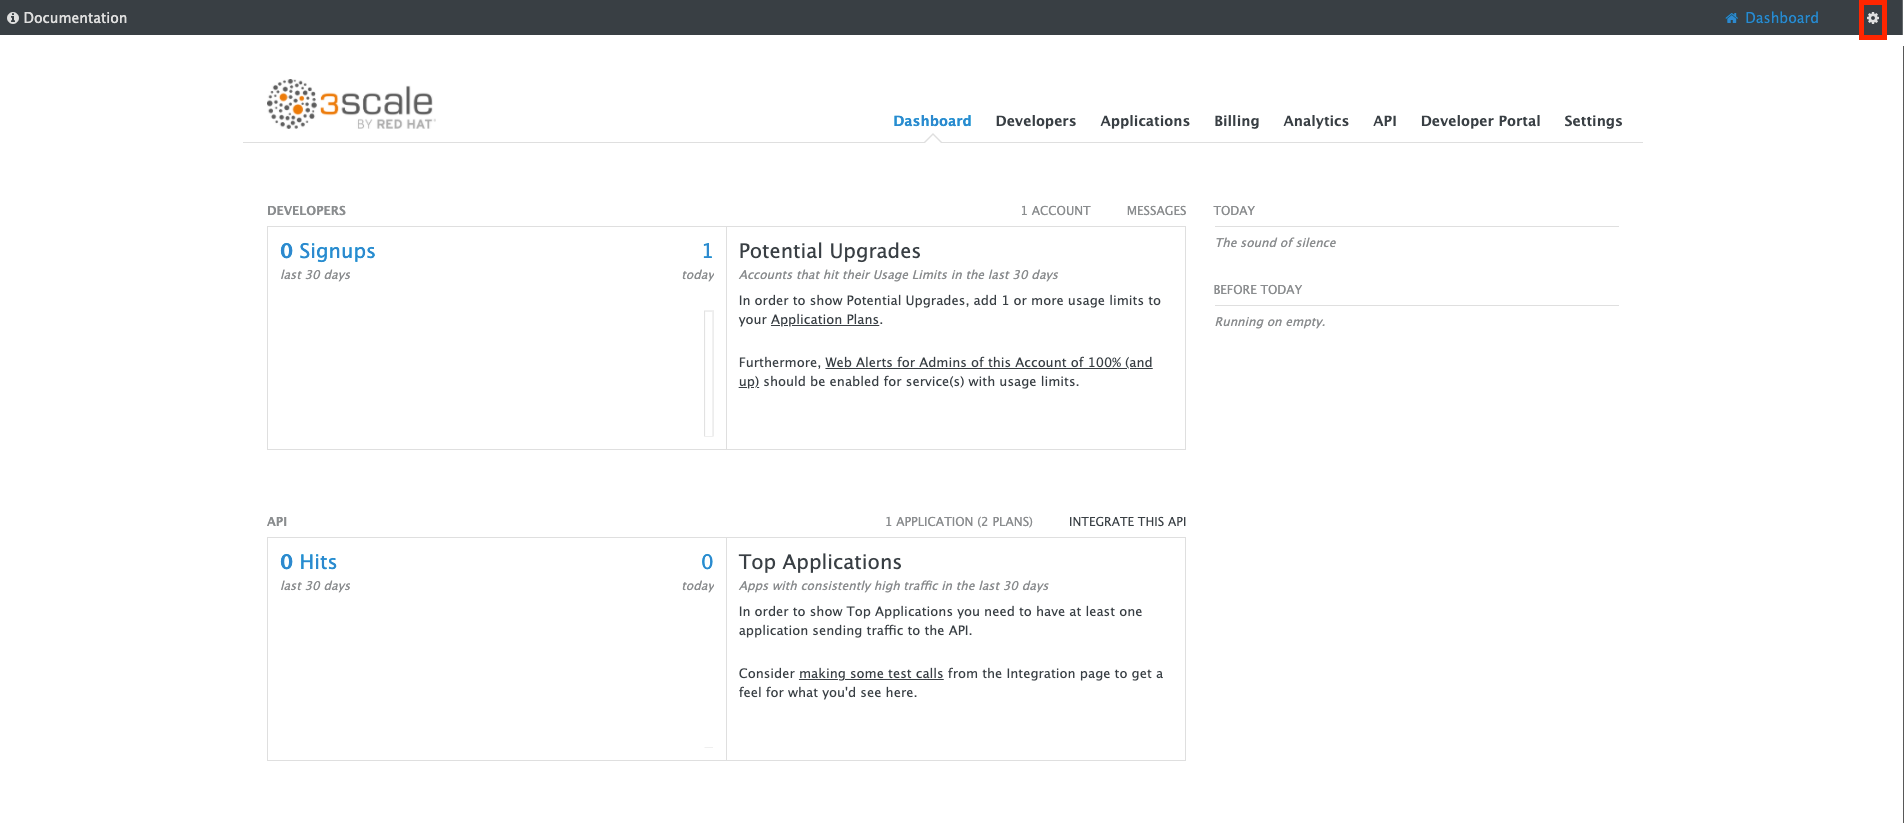 Documentation
Dashboard
3scale
BY RED HAT
Dashboard Developers Applications Billing Analytics API Developer Portal Settings
DEVELOPERS
1 ACCOUNT MESSAGES
0 Signups
last 30 days
1
today
Potential Upgrades
Accounts that hit their Usage Limits in the last 30 days
In order to show Potential Upgrades, add 1 or more usage limits to
your Application Plans.
Furthermore, Web Alerts for Admins of this Account of 100% (and
up) should be enabled for service(s) with usage limits.
TODAY
The sound of silence
BEFORE TODAY
Running on empty.
API
1 APPLICATION (2 PLANS) INTEGRATE THIS API
0 Hits
last 30 days
0
today
Top Applications
Apps with consistently high traffic in the last 30 days
In order to show Top Applications you need to have at least one
application sending traffic to the API.
Consider making some test calls from the Integration page to get a
feel for what you'd see here.